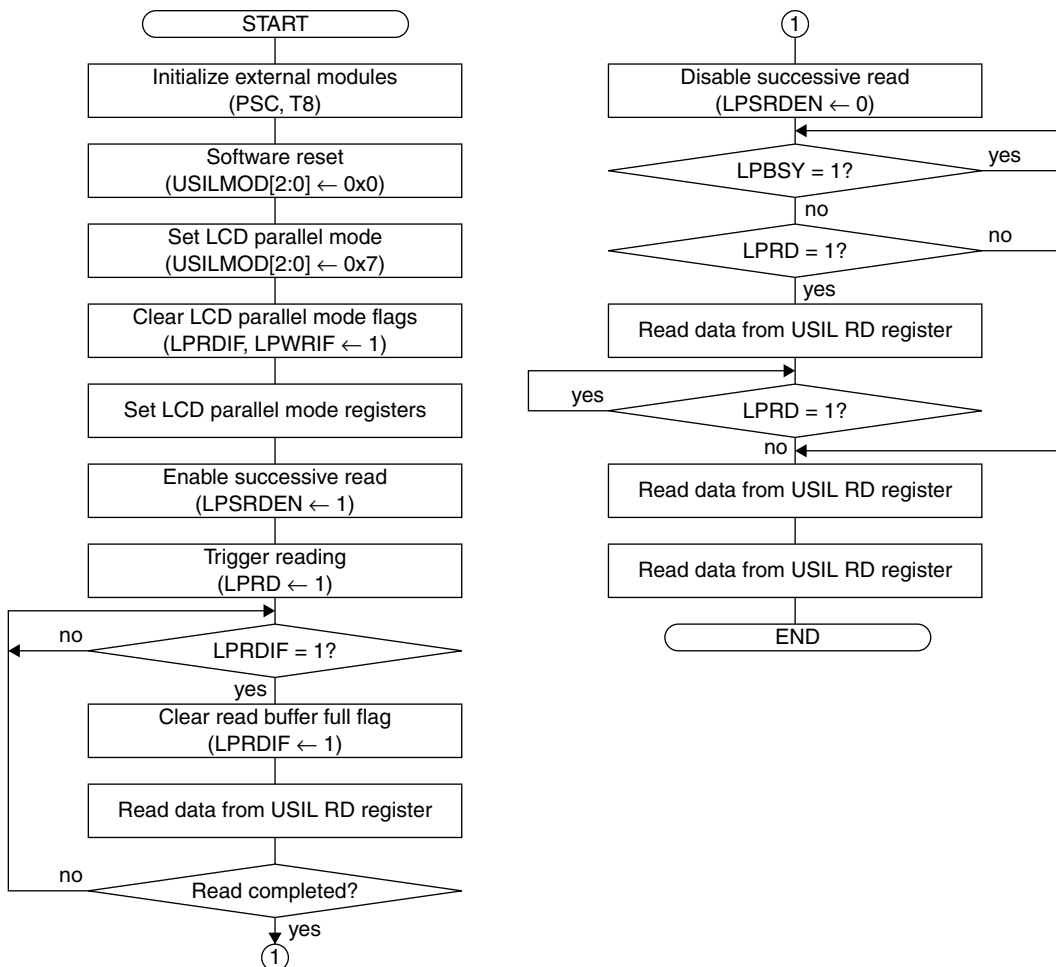 START
Initialize external modules
(PSC, T8)
Software reset
(USILMOD[2:0] ← 0x0)
Set LCD parallel mode
(USILMOD[2:0] ← 0x7)
Clear LCD parallel mode flags
(LPRDIF, LPWRIF ← 1)
Set LCD parallel mode registers
Enable successive read
(LPSRDEN ← 1)
Trigger reading
(LPRD ← 1)
no
LPRDIF = 1?
yes
Clear read buffer full flag
(LPRDIF ← 1)
Read data from USIL RD register
no
Read completed?
yes
1
1
Disable successive read
(LPSRDEN ← 0)
LPBSY = 1?
yes
no
LPRD = 1?
no
yes
Read data from USIL RD register
yes
LPRD = 1?
no
Read data from USIL RD register
Read data from USIL RD register
END